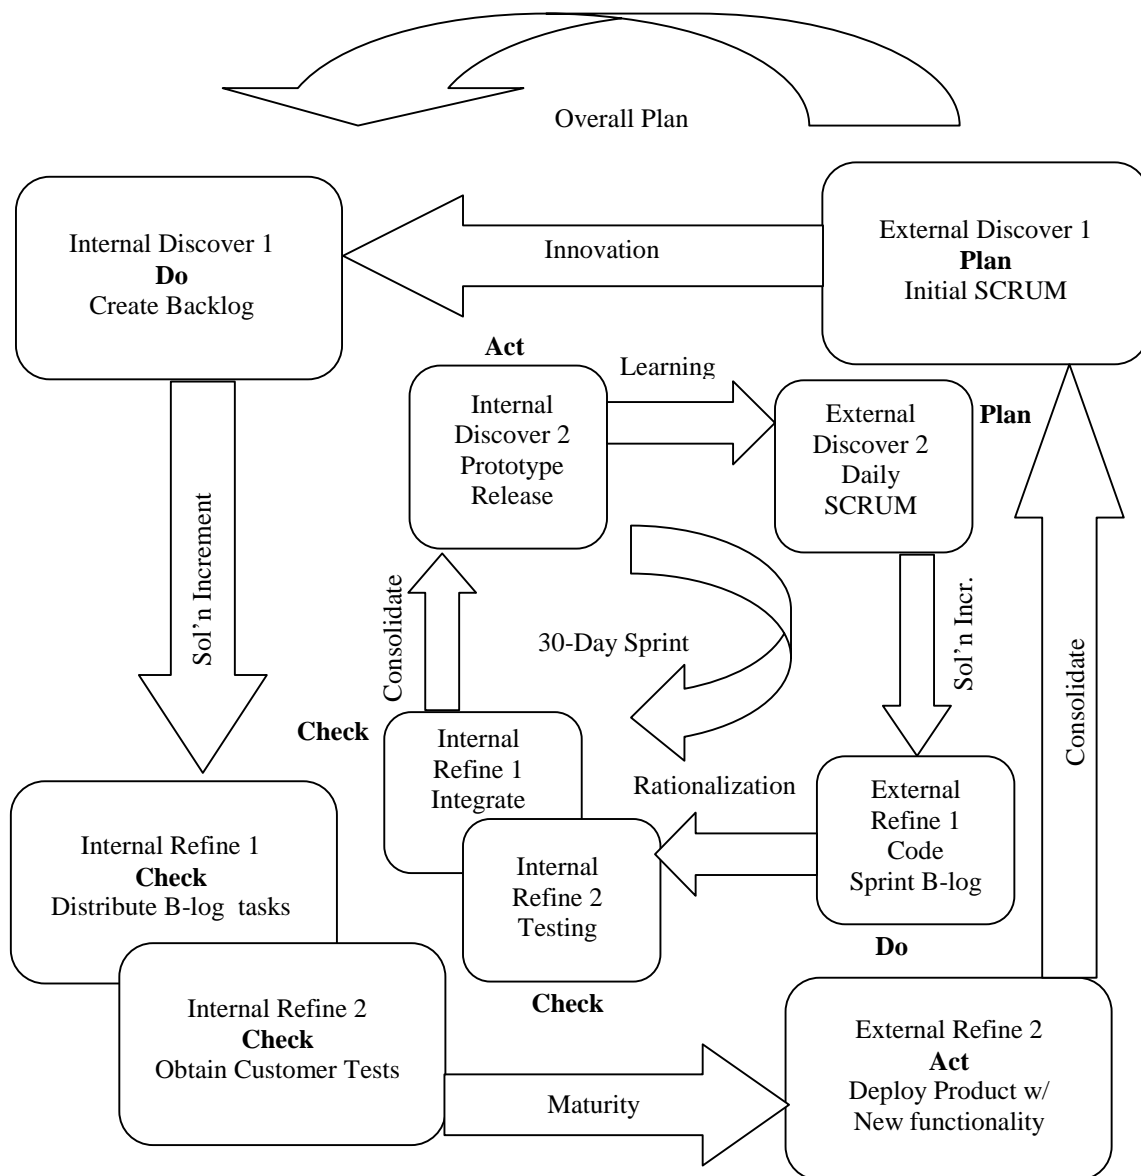 Overall Plan
Internal Discover 1
Do
Create Backlog
Innovation
External Discover 1
Plan
Initial SCRUM
Act
Internal
Discover 2
Prototype
Release
Learning
External
Discover 2
Daily
SCRUM
Plan
Sol’n Increment
Consolidate
30-Day Sprint
Sol’n Incr.
Consolidate
Check
Internal
Refine 1
Integrate
Rationalization
External
Refine 1
Code
Sprint B-log
Do
Internal
Refine 2
Testing
Check
Internal Refine 1
Check
Distribute B-log tasks
Internal Refine 2
Check
Obtain Customer Tests
Maturity
External Refine 2
Act
Deploy Product w/
New functionality